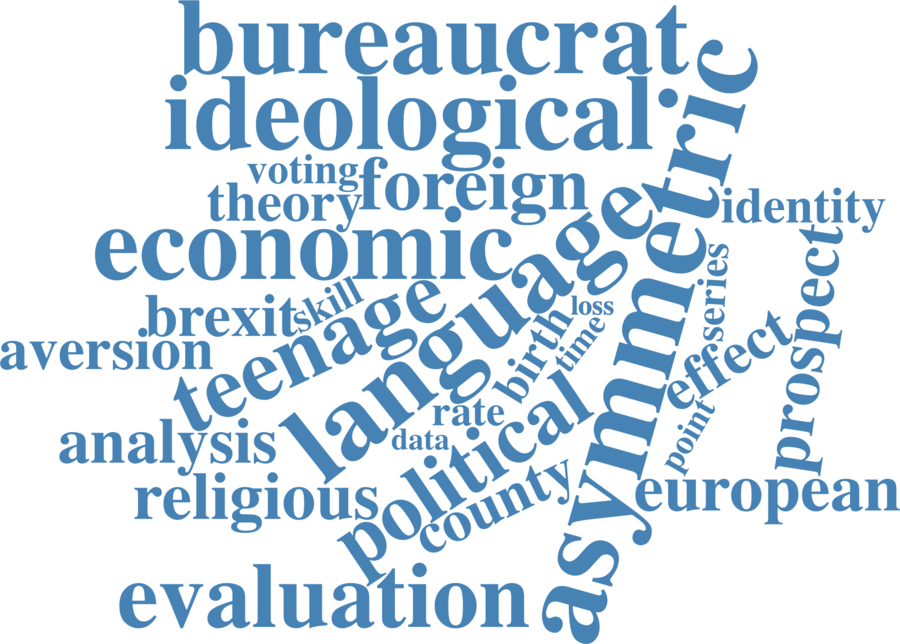 bureaucrat
ideological
asymmetric
voting
foreign
theory
identity
economic
language
series
prospect
skill
teenage
brexit
loss
birth
time
effect
aversion
rate
point
data
analysis
political
county
religious
european
evaluation